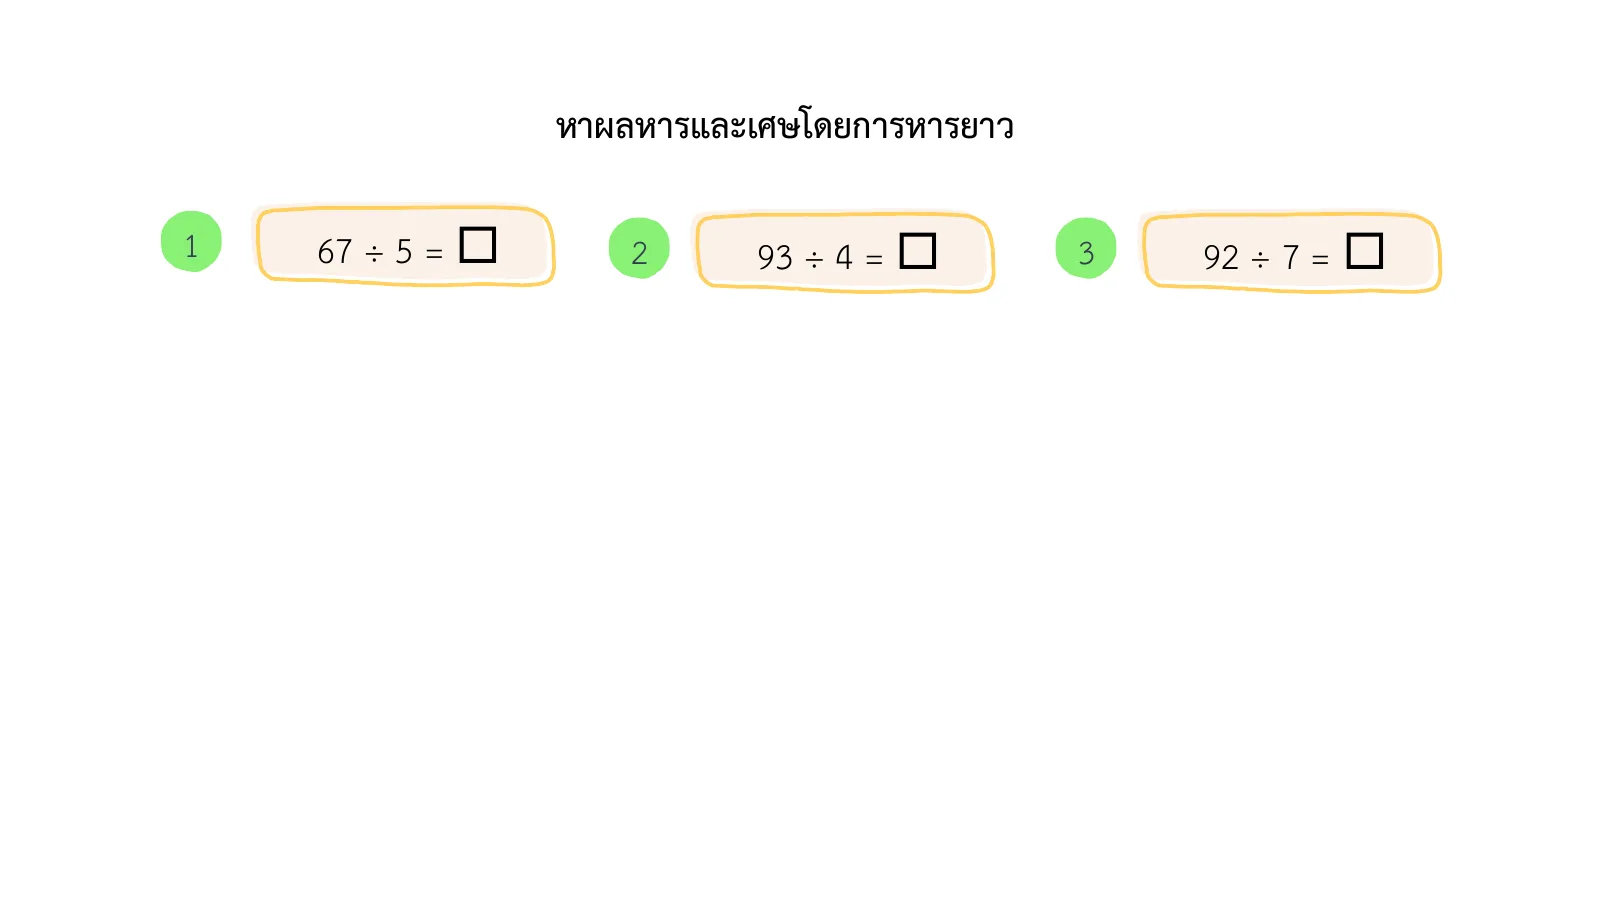 หาผลหารและเศษโดยการหารยาว
1 67 ÷ 5 = □
2 93 ÷ 4 = □
3 92 ÷ 7 = □